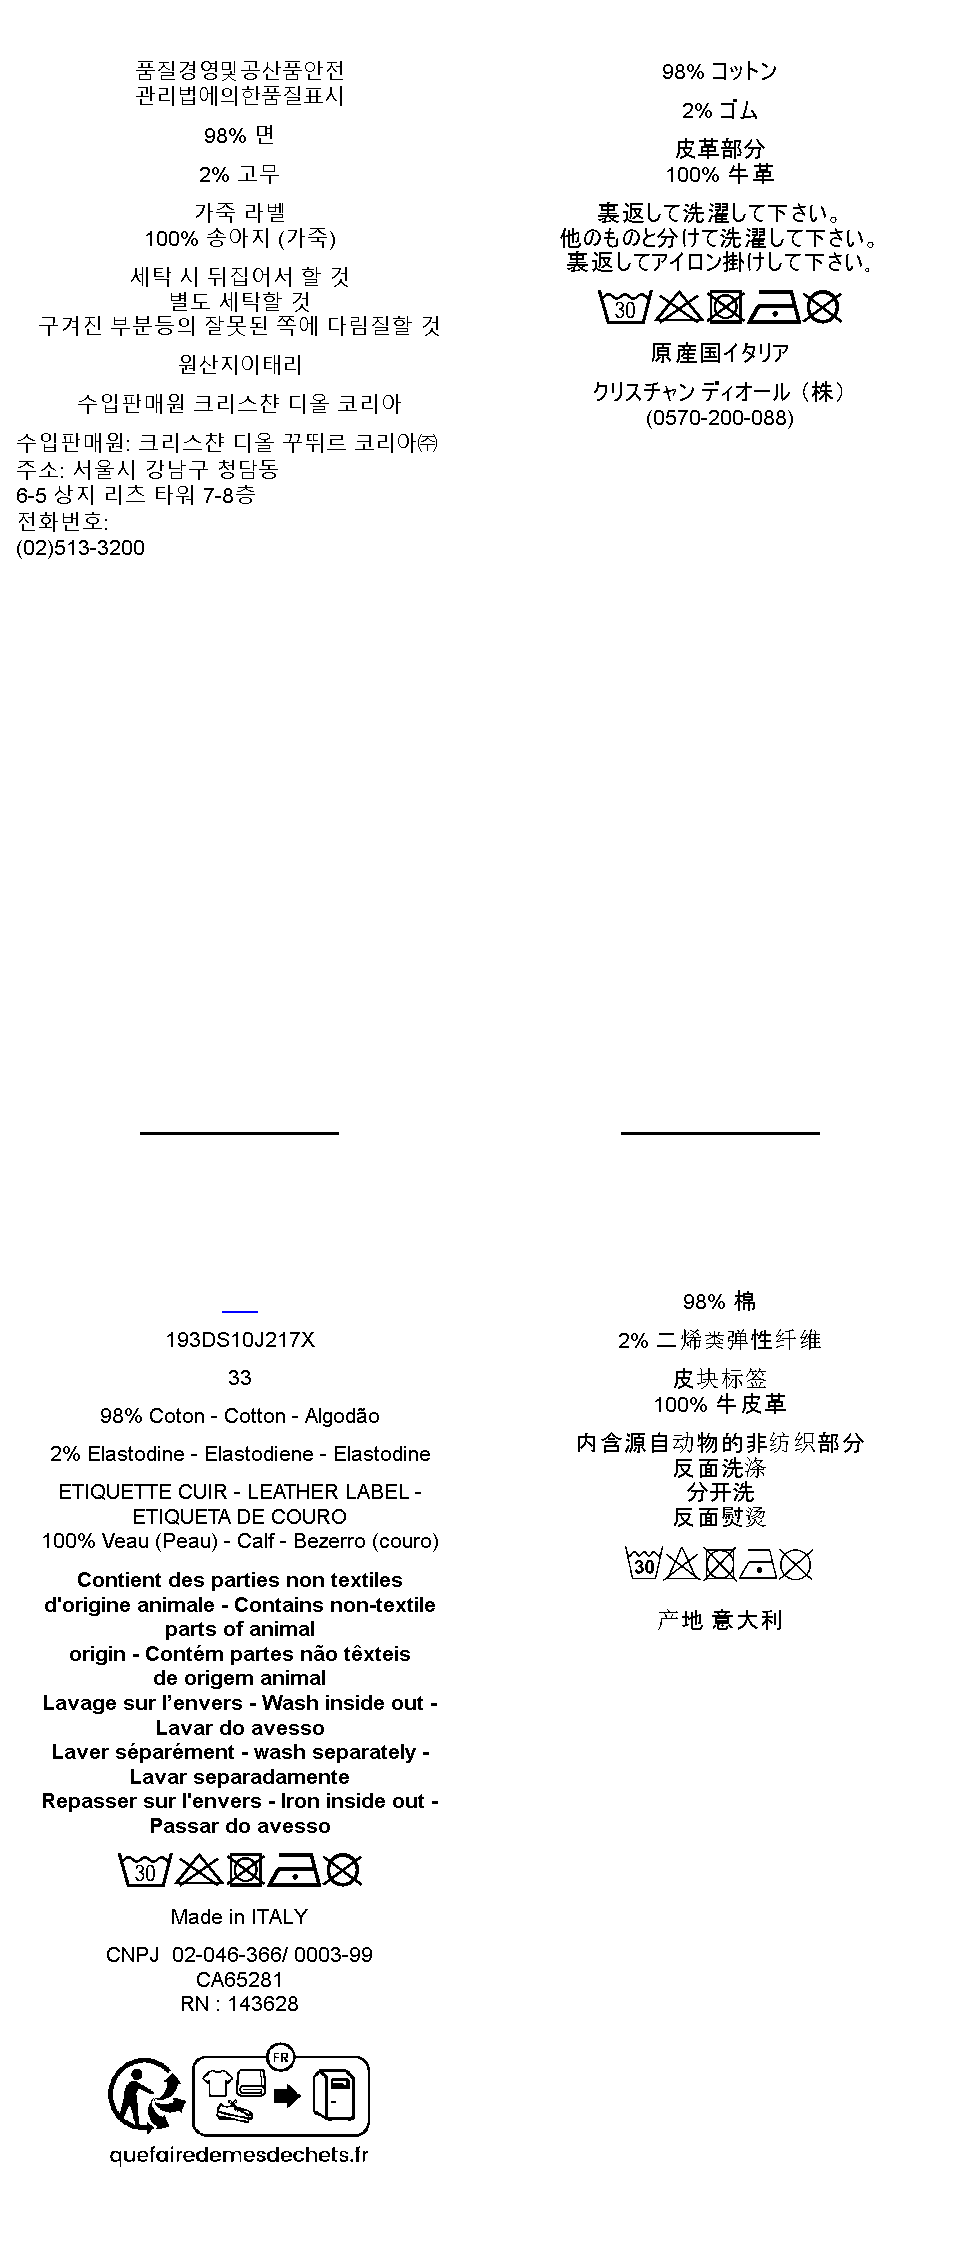 품질경영및공산품안전
관리법에의한품질표시
98% 면
2% 고무
가죽 라벨
100% 송아지 (가죽)
세탁 시 뒤집어서 할 것
별도 세탁할 것
구겨진 부분등의 잘못된 쪽에 다림질할 것
원산지이태리
수입판매원 크리스챤 디올 코리아
수입판매원: 크리스챤 디올 꾸뛰르 코리아㈜
주소: 서울시 강남구 청담동
6-5 상지 리츠 타워 7-8층
전화번호:
(02)513-3200
98% コットン
2% ゴム
皮革部分
100% 牛革
裏返して洗濯して下さい。
他のものと分けて洗濯して下さい。
裏返してアイロン掛けして下さい。
30
原産国イタリア
クリスチャン ディオール（株）
(0570-200-088)
193DS10J217X
33
98% Coton - Cotton - Algodão
2% Elastodine - Elastodiene - Elastodine
ETIQUETTE CUIR - LEATHER LABEL -
ETIQUETA DE COURO
100% Veau (Peau) - Calf - Bezerro (couro)
Contient des parties non textiles
d'origine animale - Contains non-textile
parts of animal
origin - Contém partes não têxteis
de origem animal
Lavage sur l’envers - Wash inside out -
Lavar do avesso
Laver séparément - wash separately -
Lavar separadamente
Repasser sur l'envers - Iron inside out -
Passar do avesso
30
Made in ITALY
CNPJ 02-046-366/ 0003-99
CA65281
RN : 143628
FR
quefairedemesdechets.fr
98% 棉
2% 二烯类弹性纤维
皮块标签
100% 牛皮革
内含源自动物的非纺织部分
反面洗涤
分开洗
反面熨烫
30
产地 意大利